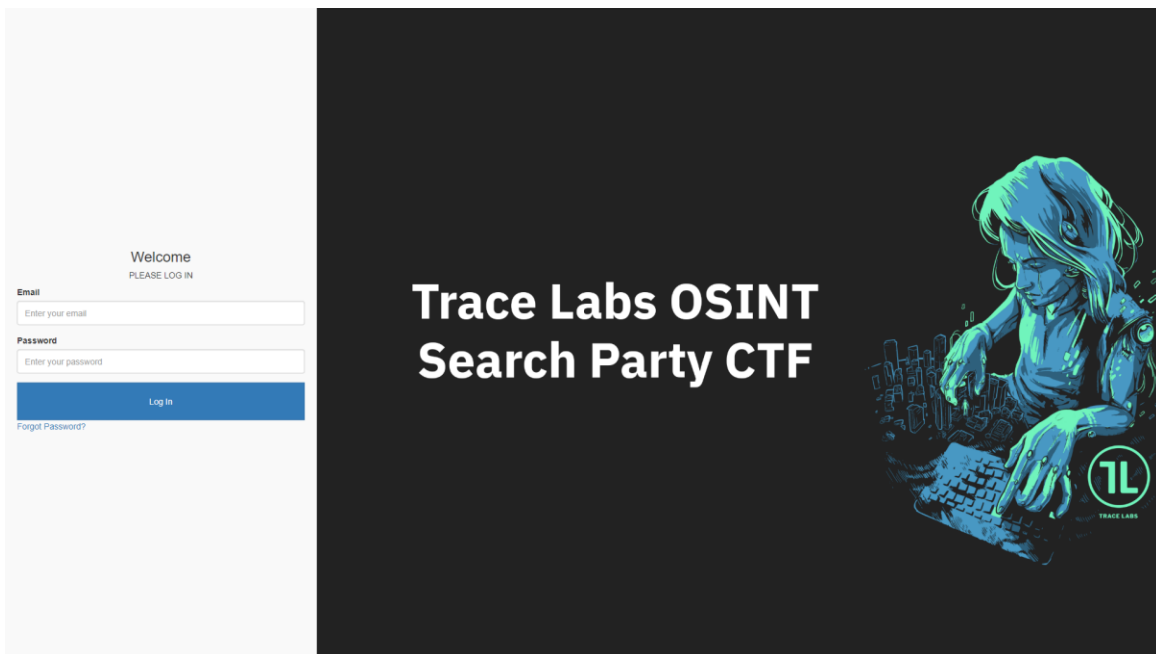 Welcome
PLEASE LOG IN
Email
Enter your email
Password
Enter your password
Log In
Forgot Password?
Trace Labs OSINT
Search Party CTF
TL
TRACE LABS